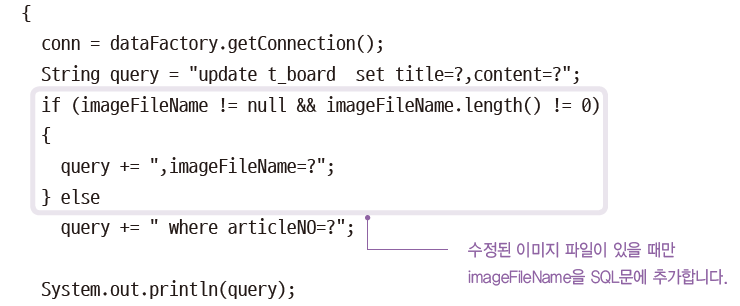 {
conn = dataFactory.getConnection();
String query = "update t_board  set title=?,content=?";
if (imageFileName != null && imageFileName.length() != 0)
{
query += ",imageFileName=?";
} else
query += " where articleNO=?";
수정된 이미지 파일이 있을 때만
imageFileName을 SQL문에 추가합니다.
System.out.println(query);